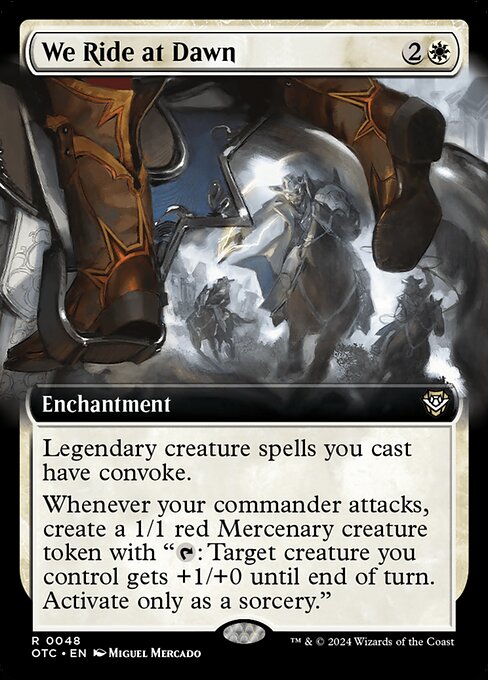 We Ride at Dawn 2
Enchantment
Legendary creature spells you cast
have convoke.
Whenever your commander attacks,
create a 1/1 red Mercenary creature
token with “: Target creature you
control gets +1/+0 until end of turn.
Activate only as a sorcery.”
R 0048
OTC • EN Miguel Mercado
™ & © 2024 Wizards of the Coast